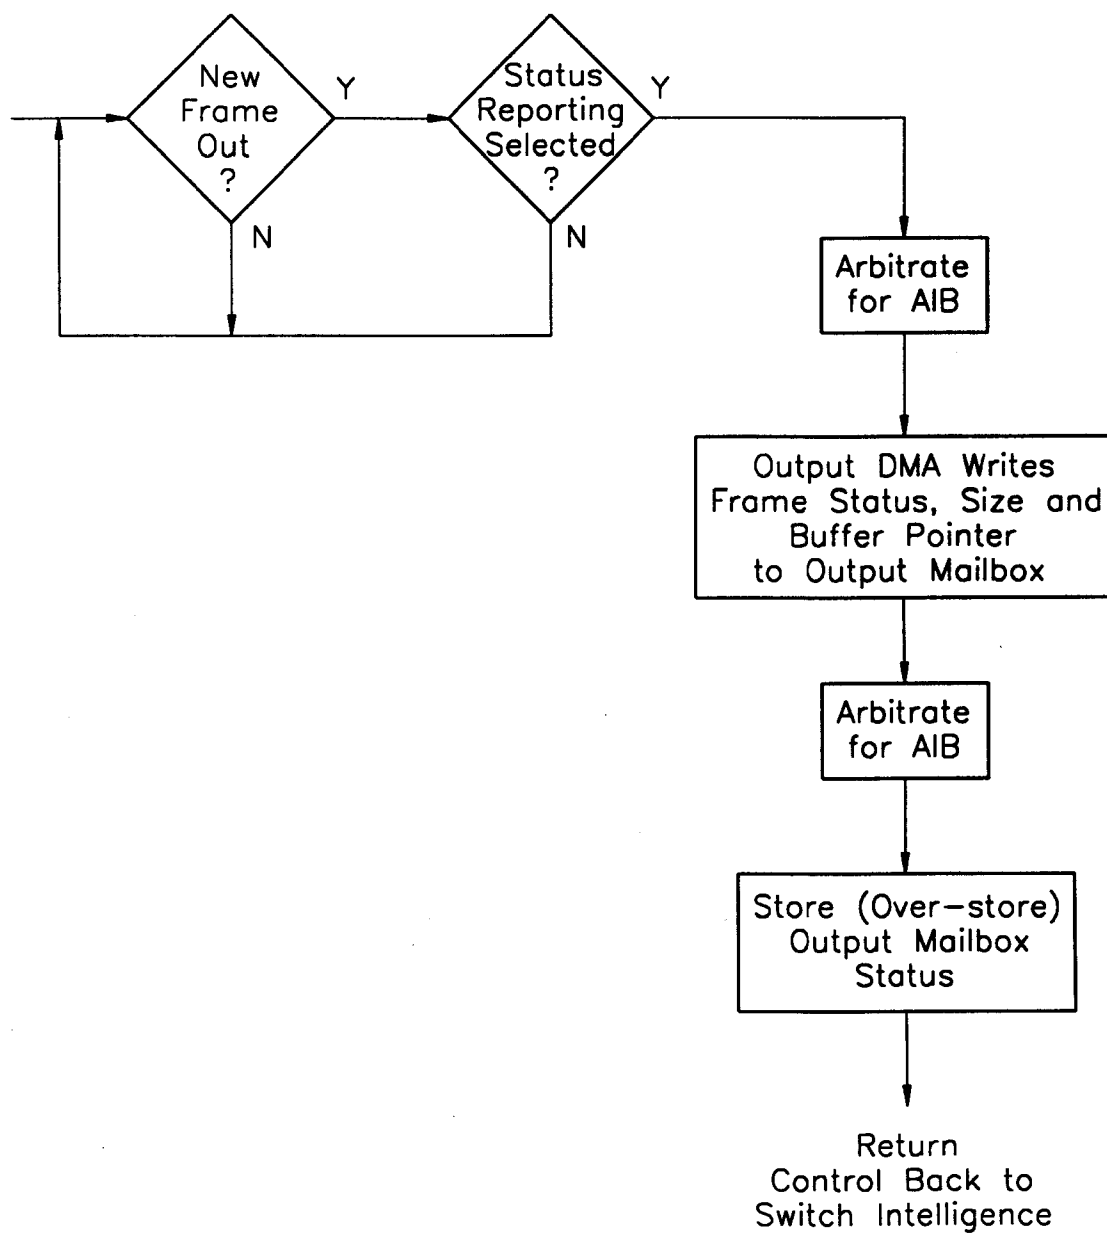 New
Frame
Out
?
Y
N
Status
Reporting
Selected
?
Y
N
Arbitrate
for AIB
Output DMA Writes
Frame Status, Size and
Buffer Pointer
to Output Mailbox
Arbitrate
for AIB
Store (Over-store)
Output Mailbox
Status
Return
Control Back to
Switch Intelligence